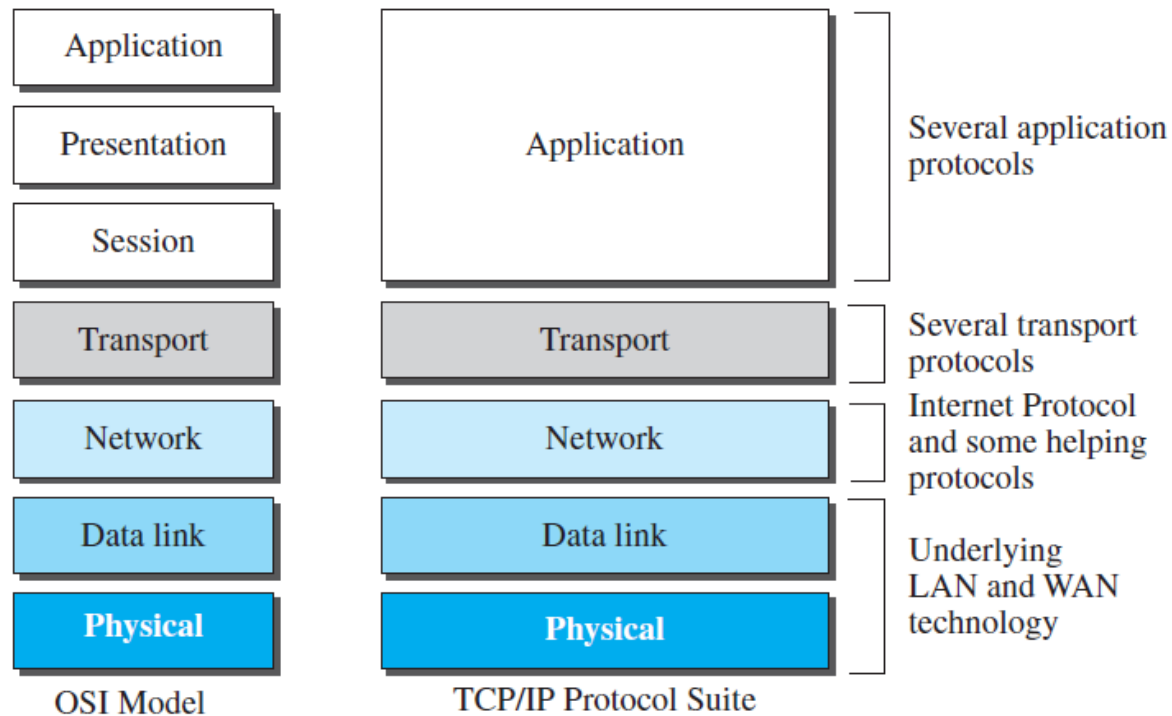 Application
Presentation
Session
Transport
Network
Data link
Physical
OSI Model
Application
Transport
Network
Data link
Physical
TCP/IP Protocol Suite
Several application
protocols
Several transport
protocols
Internet Protocol
and some helping
protocols
Underlying
LAN and WAN
technology